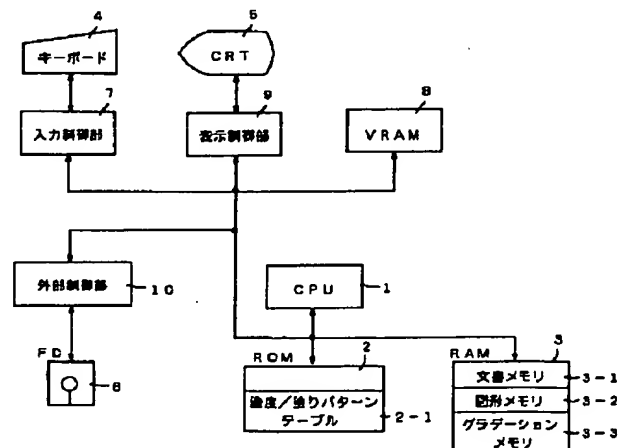 4
キーボード
5
CRT
7
入力制御部
9
表示制御部
8
VRAM
外部制御部
10
CPU
1
FD
6
ROM
2
濃度/塗りパターン
テーブル
2-1
RAM
3
文書メモリ
3-1
図形メモリ
3-2
グラデーション
メモリ
3-3